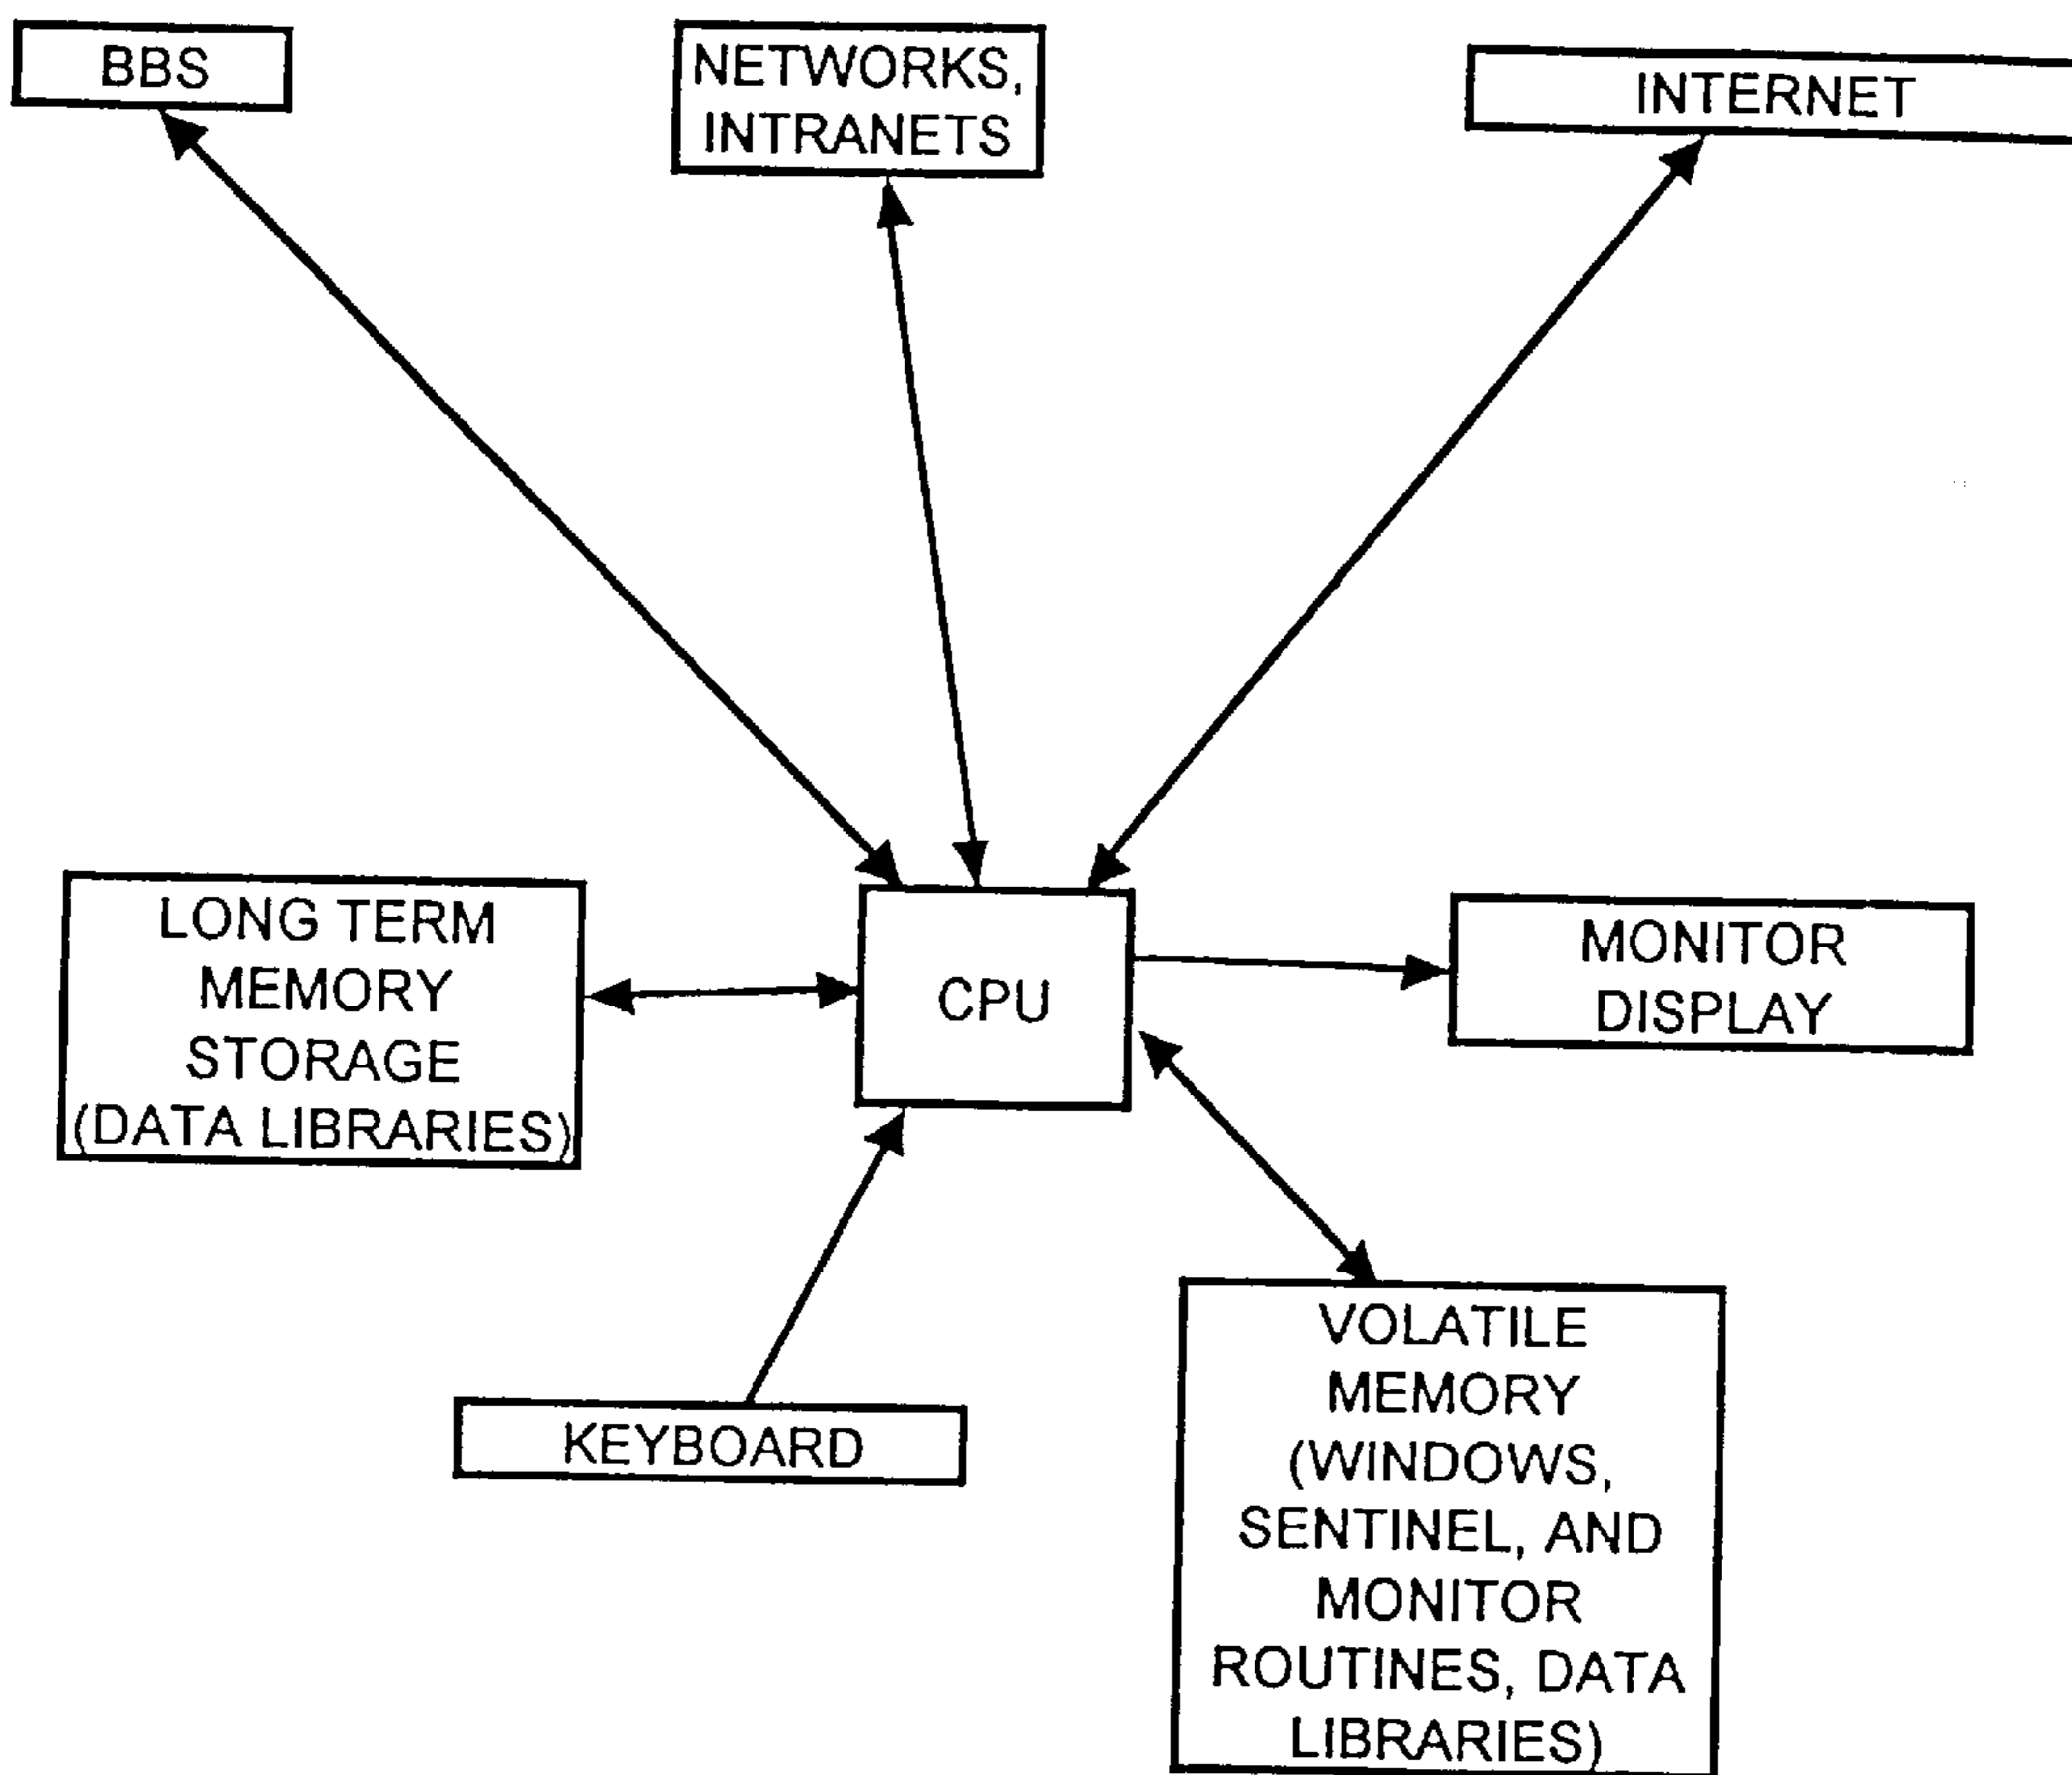 BBS
NETWORKS,
INTRANETS
INTERNET
LONG TERM
MEMORY
STORAGE
(DATA LIBRARIES)
CPU
MONITOR
DISPLAY
KEYBOARD
VOLATILE
MEMORY
(WINDOWS,
SENTINEL, AND
MONITOR
ROUTINES, DATA
LIBRARIES)